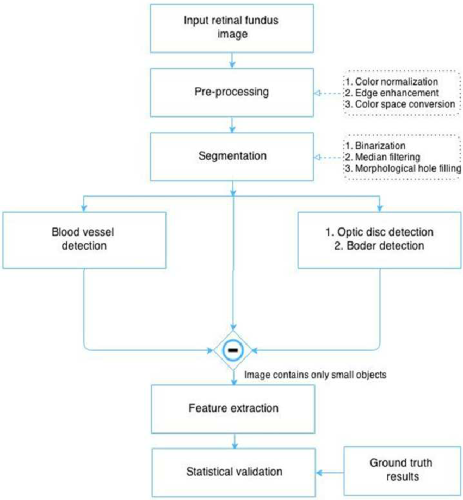 Input retinal fundus
image
Pre-processing
1. Color normalization
2. Edge enhancement
3. Color space conversion
Segmentation
1. Binarization
2. Median filtering
3. Morphological hole filling
Blood vessel
detection
1. Optic disc detection
2. Boder detection
Image contains only small objects
Feature extraction
Statistical validation
Ground truth
results